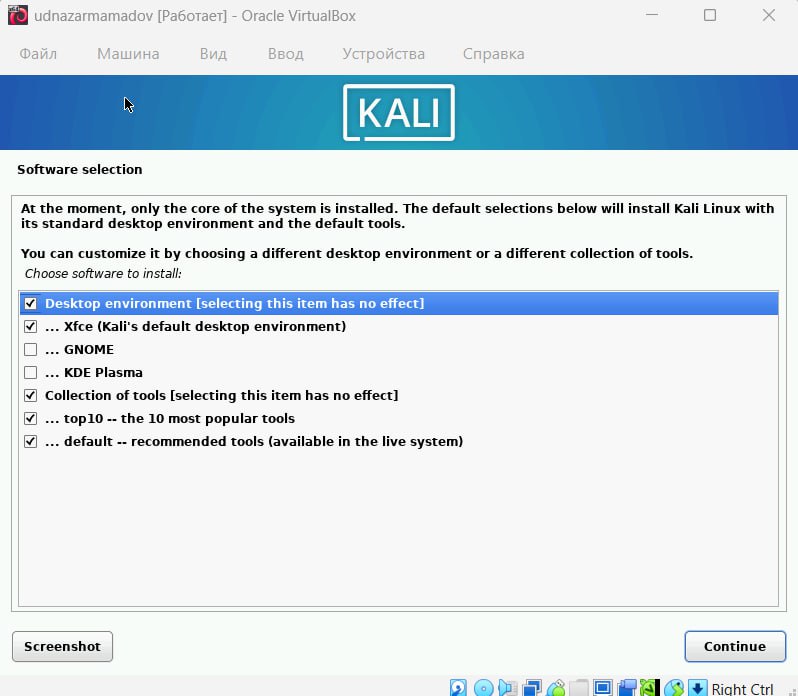 udnazarmamadov [Работает] - Oracle VirtualBox
Файл Машина Вид Ввод Устройства Справка
KALI
Software selection
At the moment, only the core of the system is installed. The default selections below will install Kali Linux with
its standard desktop environment and the default tools.
You can customize it by choosing a different desktop environment or a different collection of tools.
Choose software to install:
Desktop environment [selecting this item has no effect]
... Xfce (Kali's default desktop environment)
... GNOME
... KDE Plasma
Collection of tools [selecting this item has no effect]
... top10 -- the 10 most popular tools
... default -- recommended tools (available in the live system)
Screenshot Continue
Right Ctrl